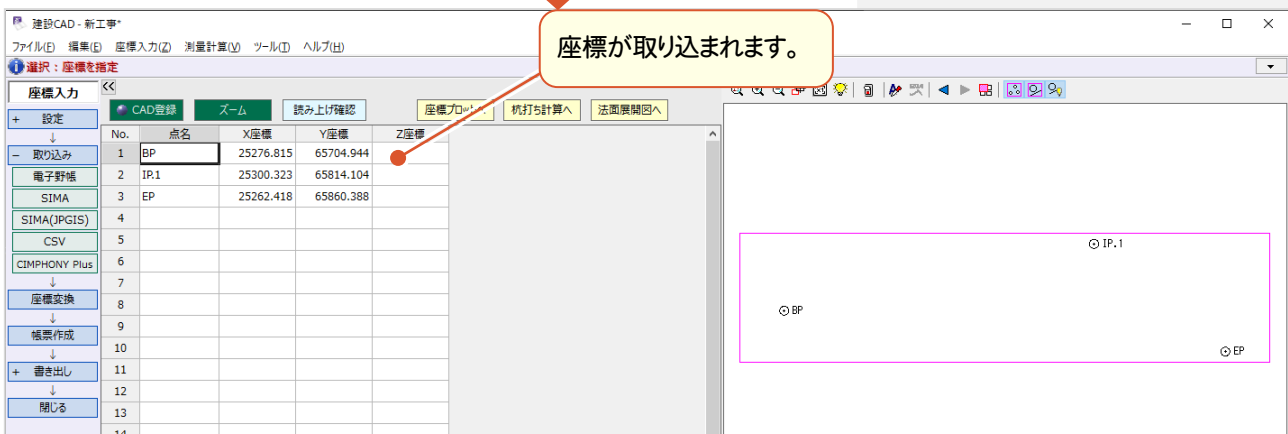 建設CAD - 新工事*
ファイル(F) 編集(E) 座標入力(Z) 測量計算(V) ツール(T) ヘルプ(H)
選択：座標を指定
座標が取り込まれます。
座標入力
+ 設定
↓
- 取り込み
電子野帳
SIMA
SIMA(JPGIS)
CSV
CIMPHONY Plus
↓
座標変換
↓
帳票作成
↓
+ 書き出し
↓
閉じる
<<
CAD登録 ズーム 読み上げ確認 座標プロット 杭打ち計算へ 法面展開図へ
No. 点名 X座標 Y座標 Z座標
1 BP 25276.815 65704.944
2 IP.1 25300.323 65814.104
3 EP 25262.418 65860.388
4
5
6
7
8
9
10
11
12
13
14
IP.1
BP
EP